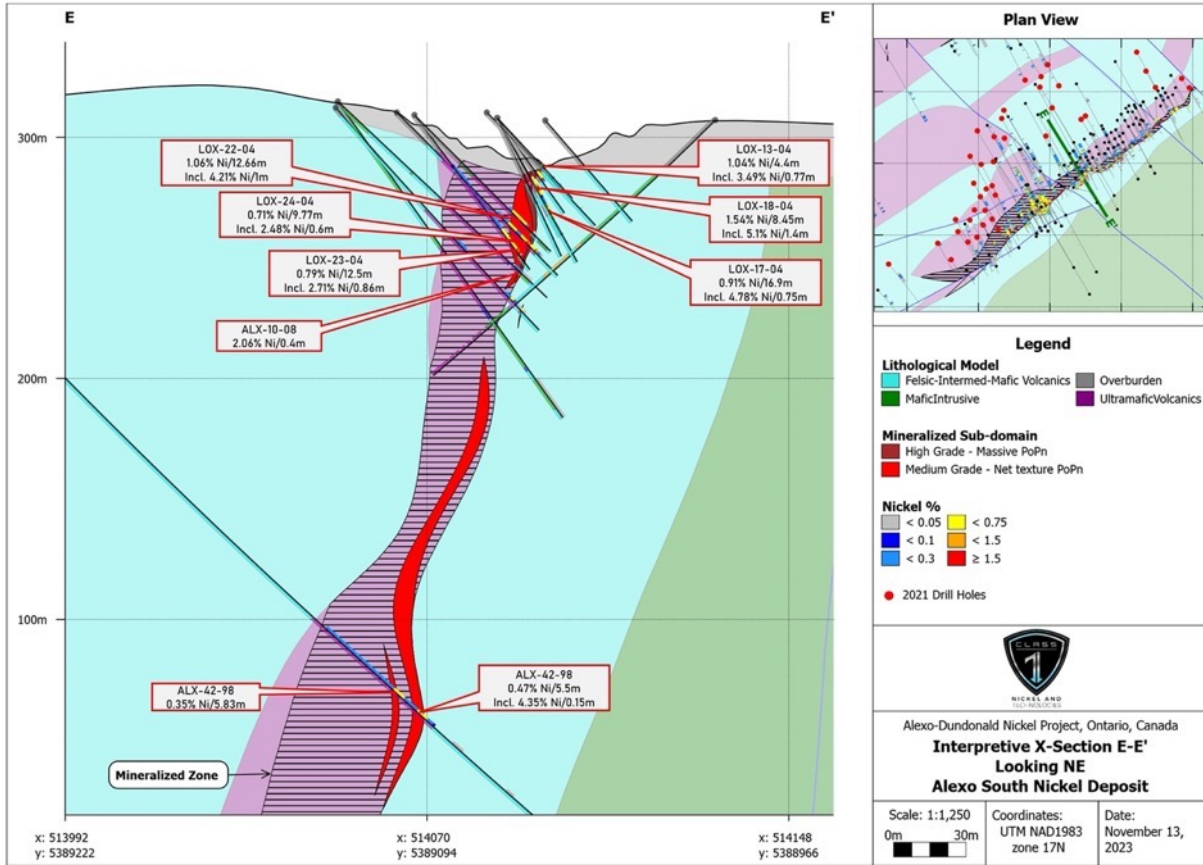 E
E'
300m
200m
100m
LOX-22-04
1.06% Ni/12.66m
Incl. 4.21% Ni/1m
LOX-24-04
0.71% Ni/9.77m
Incl. 2.48% Ni/0.6m
LOX-23-04
0.79% Ni/12.5m
Incl. 2.71% Ni/0.86m
ALX-10-08
2.06% Ni/0.4m
LOX-13-04
1.04% Ni/4.4m
Incl. 3.49% Ni/0.77m
LOX-18-04
1.54% Ni/8.45m
Incl. 5.1% Ni/1.4m
LOX-17-04
0.91% Ni/16.9m
Incl. 4.78% Ni/0.75m
ALX-42-98
0.35% Ni/5.83m
ALX-42-98
0.47% Ni/5.5m
Incl. 4.35% Ni/0.15m
Mineralized Zone
x: 513992
y: 5389222
x: 514070
y: 5389094
x: 514148
y: 5388966
Plan View
E
E'
Legend
Lithological Model
Felsic-Intermed-Mafic Volcanics
Overburden
MaficIntrusive
UltramaficVolcanics
Mineralized Sub-domain
High Grade - Massive PoPn
Medium Grade - Net texture PoPn
Nickel %
< 0.05
< 0.75
< 0.1
< 1.5
< 0.3
≥ 1.5
2021 Drill Holes
CLASS
1
NICKEL AND
Alexo-Dundonald Nickel Project, Ontario, Canada
Interpretive X-Section E-E'
Looking NE
Alexo South Nickel Deposit
Scale: 1:1,250
0m 30m
Coordinates:
UTM NAD1983
zone 17N
Date:
November 13,
2023